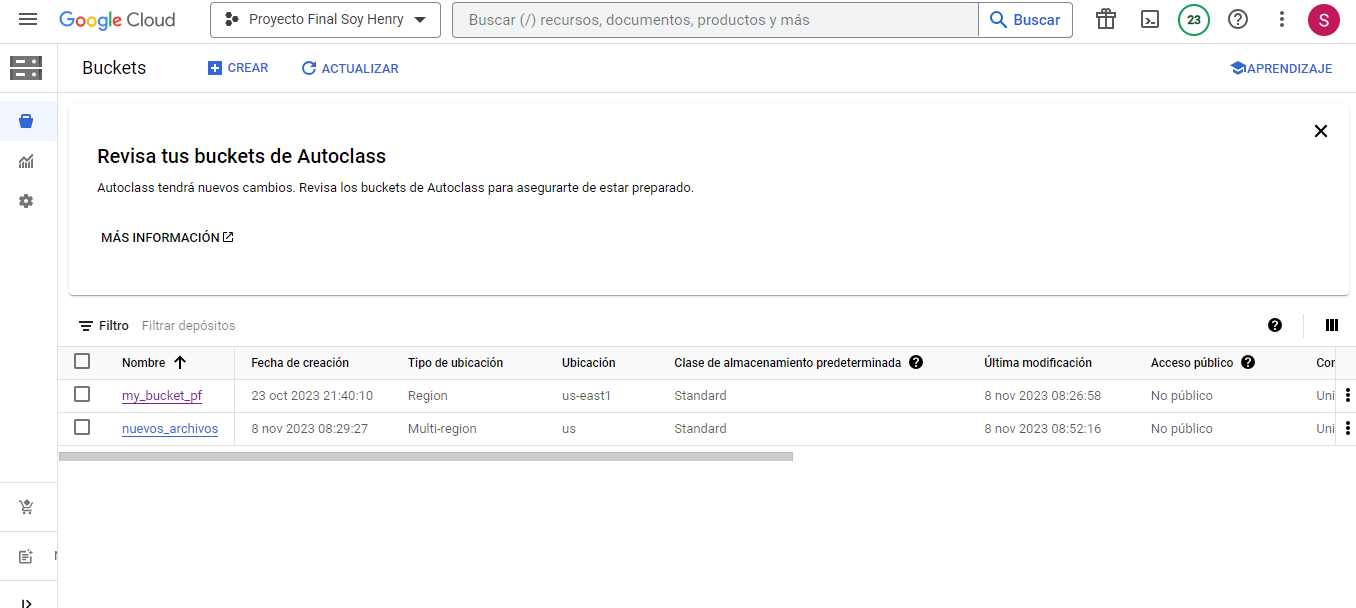 Google Cloud Proyecto Final Soy Henry Buscar (/) recursos, documentos, productos y más Buscar 23 S
Buckets CREAR ACTUALIZAR APRENDIZAJE
Revisa tus buckets de Autoclass
Autoclass tendrá nuevos cambios. Revisa los buckets de Autoclass para asegurarte de estar preparado.
MÁS INFORMACIÓN
Filtro Filtrar depósitos
Nombre Fecha de creación Tipo de ubicación Ubicación Clase de almacenamiento predeterminada Última modificación Acceso público Cor
my_bucket_pf 23 oct 2023 21:40:10 Region us-east1 Standard 8 nov 2023 08:26:58 No público Uni
nuevos_archivos 8 nov 2023 08:29:27 Multi-region us Standard 8 nov 2023 08:52:16 No público Uni